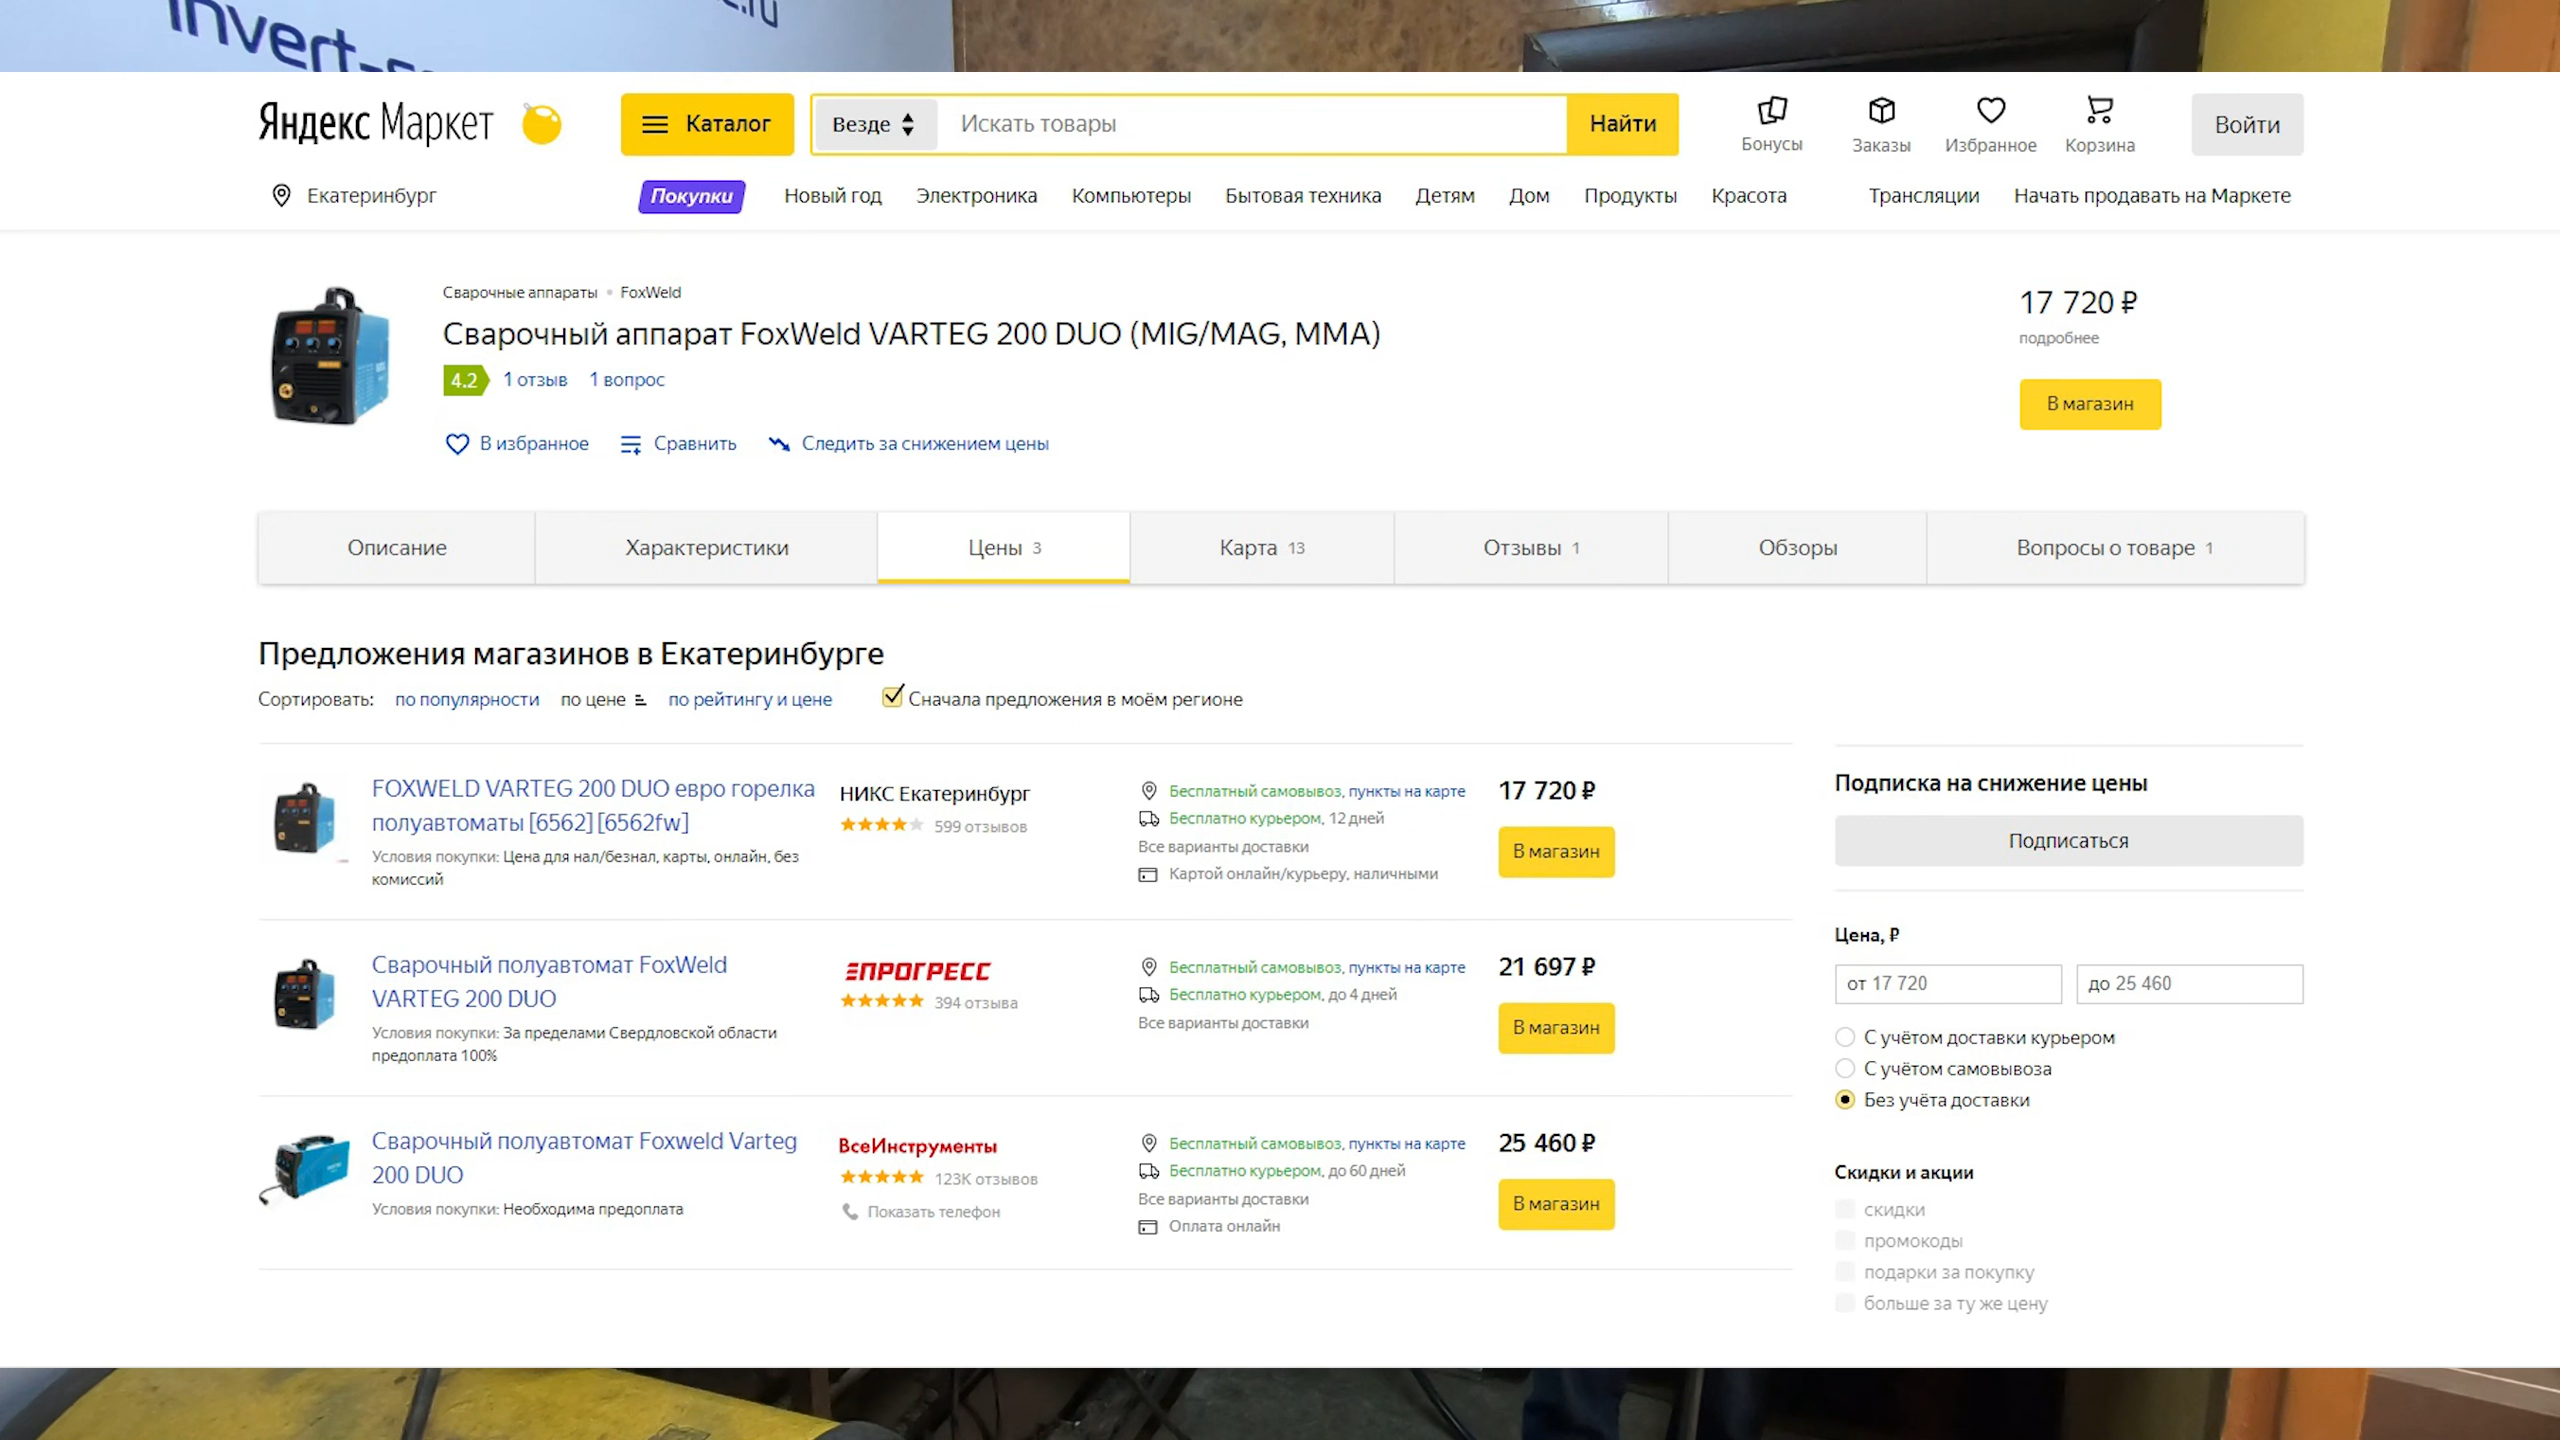 Яндекс Маркет
Каталог
Везде
Искать товары
Найти
Бонусы
Заказы
Избранное
Корзина
Войти
Екатеринбург
Покупки
Новый год
Электроника
Компьютеры
Бытовая техника
Детям
Дом
Продукты
Красота
Трансляции
Начать продавать на Маркете
Сварочные аппараты • FoxWeld
Сварочный аппарат FoxWeld VARTEG 200 DUO (MIG/MAG, MMA)
4.2 1 отзыв 1 вопрос
В избранное
Сравнить
Следить за снижением цены
17 720 ₽
подробнее
В магазин
Описание
Характеристики
Цены 3
Карта 13
Отзывы 1
Обзоры
Вопросы о товаре 1
Предложения магазинов в Екатеринбурге
Сортировать: по популярности по цене по рейтингу и цене Сначала предложения в моём регионе
FOXWELD VARTEG 200 DUO евро горелка
полуавтоматы [6562] [6562fw]
Условия покупки: Цена для нал/безнал, карты, онлайн, без
комиссий
НИКС Екатеринбург
599 отзывов
Бесплатный самовывоз, пункты на карте
Бесплатно курьером, 12 дней
Все варианты доставки
Картой онлайн/курьеру, наличными
17 720 ₽
В магазин
Сварочный полуавтомат FoxWeld
VARTEG 200 DUO
Условия покупки: За пределами Свердловской области
предоплата 100%
ПРОГРЕСС
394 отзыва
Бесплатный самовывоз, пункты на карте
Бесплатно курьером, до 4 дней
Все варианты доставки
21 697 ₽
В магазин
Сварочный полуавтомат Foxweld Varteg
200 DUO
Условия покупки: Необходима предоплата
ВсеИнструменты
123K отзывов
Показать телефон
Бесплатный самовывоз, пункты на карте
Бесплатно курьером, до 60 дней
Все варианты доставки
Оплата онлайн
25 460 ₽
В магазин
Подписка на снижение цены
Подписаться
Цена, ₽
от 17 720
до 25 460
С учётом доставки курьером
С учётом самовывоза
Без учёта доставки
Скидки и акции
скидки
промокоды
подарки за покупку
больше за ту же цену